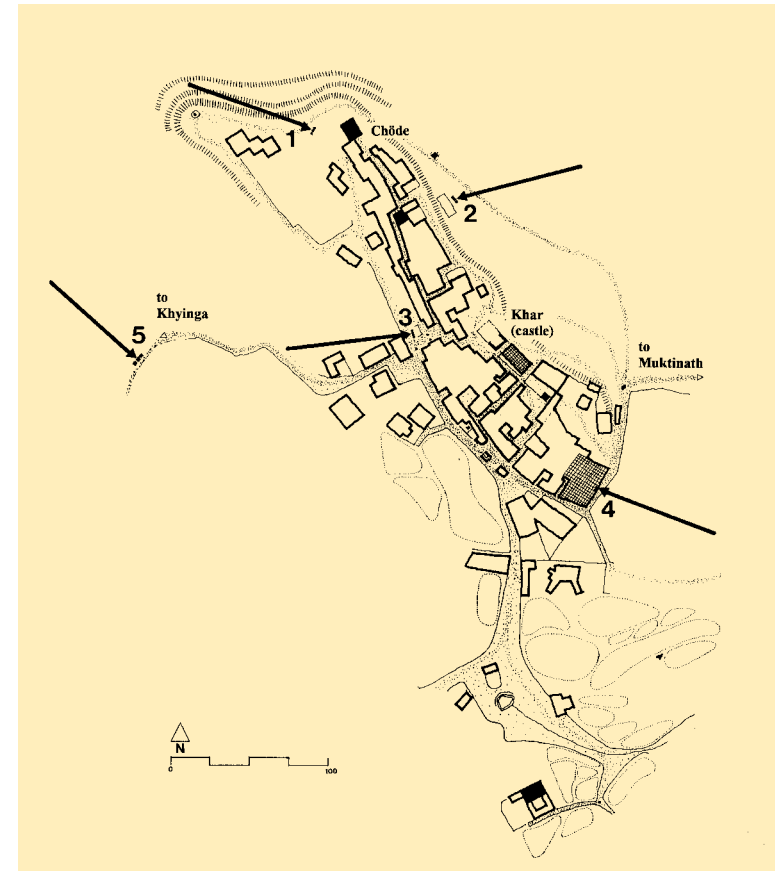 1
Chöde
2
to
Khyinga
3
Khar
(castle)
5
to
Muktinath
4
N
0
100